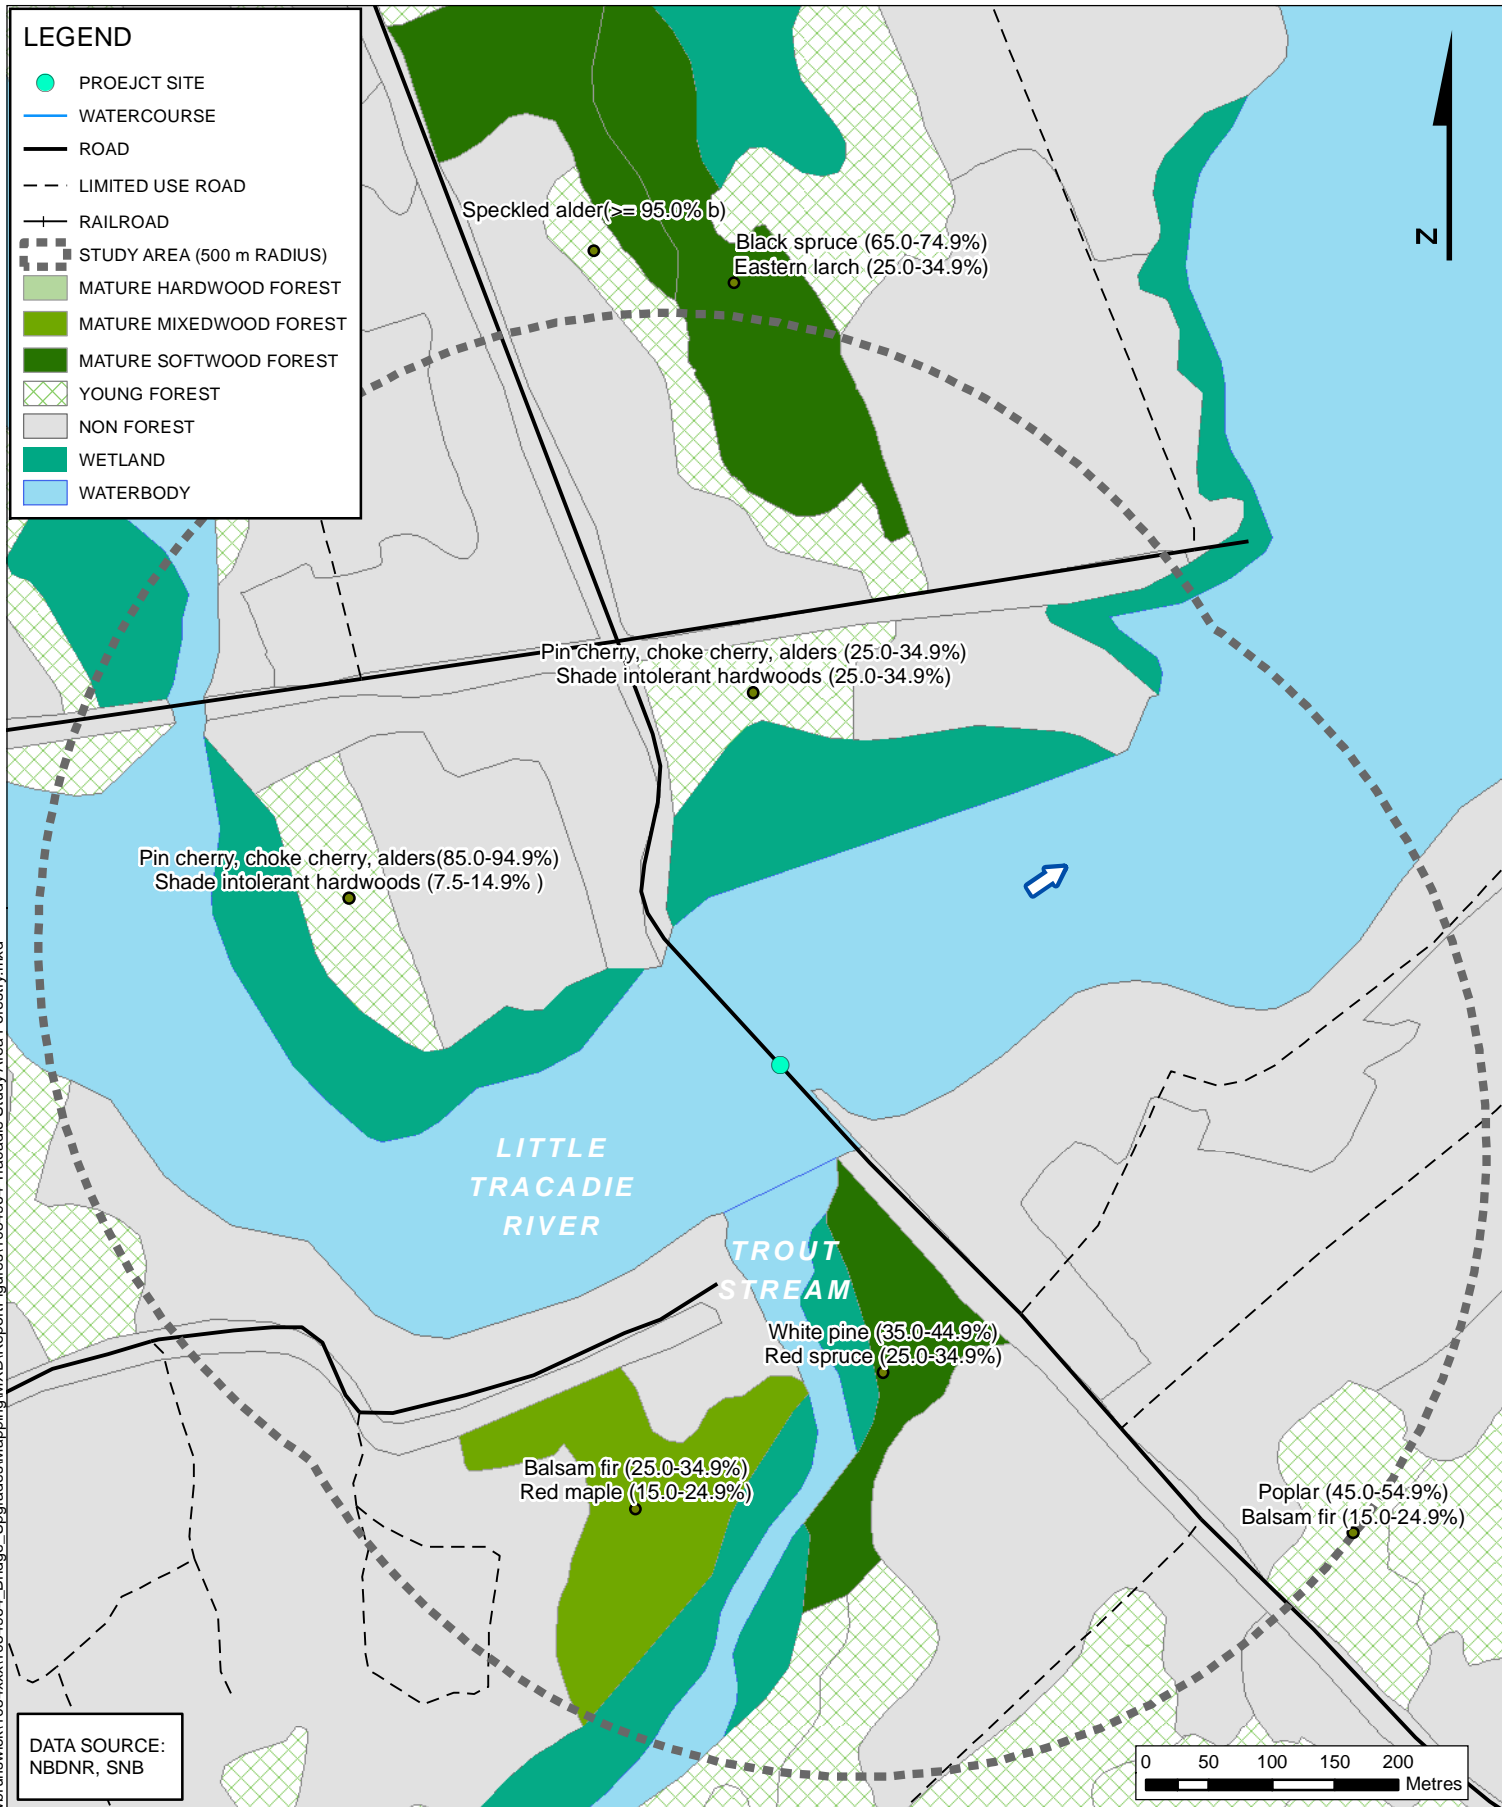 LEGEND
PROEJCT SITE
WATERCOURSE
ROAD
LIMITED USE ROAD
RAILROAD
STUDY AREA (500 m RADIUS)
MATURE HARDWOOD FOREST
MATURE MIXEDWOOD FOREST
MATURE SOFTWOOD FOREST
YOUNG FOREST
NON FOREST
WETLAND
WATERBODY
N
Speckled alder(>= 95.0% b)
Black spruce (65.0-74.9%)
Eastern larch (25.0-34.9%)
Pin cherry, choke cherry, alders (25.0-34.9%)
Shade intolerant hardwoods (25.0-34.9%)
Pin cherry, choke cherry, alders(85.0-94.9%)
Shade intolerant hardwoods (7.5-14.9% )
LITTLE
TRACADIE
RIVER
TROUT
STREAM
White pine (35.0-44.9%)
Red spruce (25.0-34.9%)
Balsam fir (25.0-34.9%)
Red maple (15.0-24.9%)
Poplar (45.0-54.9%)
Balsam fir (15.0-24.9%)
DATA SOURCE:
NBDNR, SNB
0 50 100 150 200
Metres